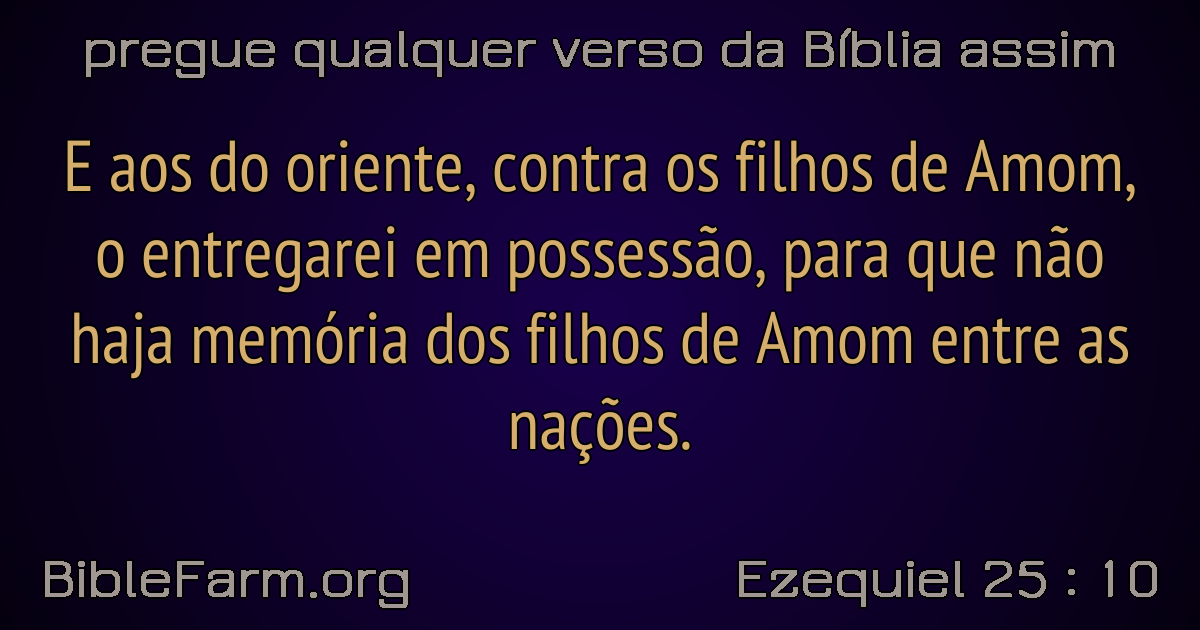 pregue qualquer verso da Bíblia assim
E aos do oriente, contra os filhos de Amom,
o entregarei em possessão, para que não
haja memória dos filhos de Amom entre as
nações.
BibleFarm.org
Ezequiel 25 : 10